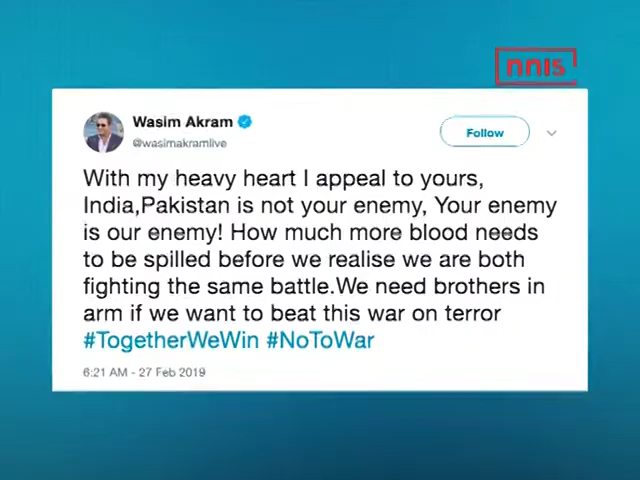 nnis
Wasim Akram
@wasimakramlive
Follow
With my heavy heart I appeal to yours,
India,Pakistan is not your enemy, Your enemy
is our enemy! How much more blood needs
to be spilled before we realise we are both
fighting the same battle.We need brothers in
arm if we want to beat this war on terror
#TogetherWeWin #NoToWar
6:21 AM - 27 Feb 2019